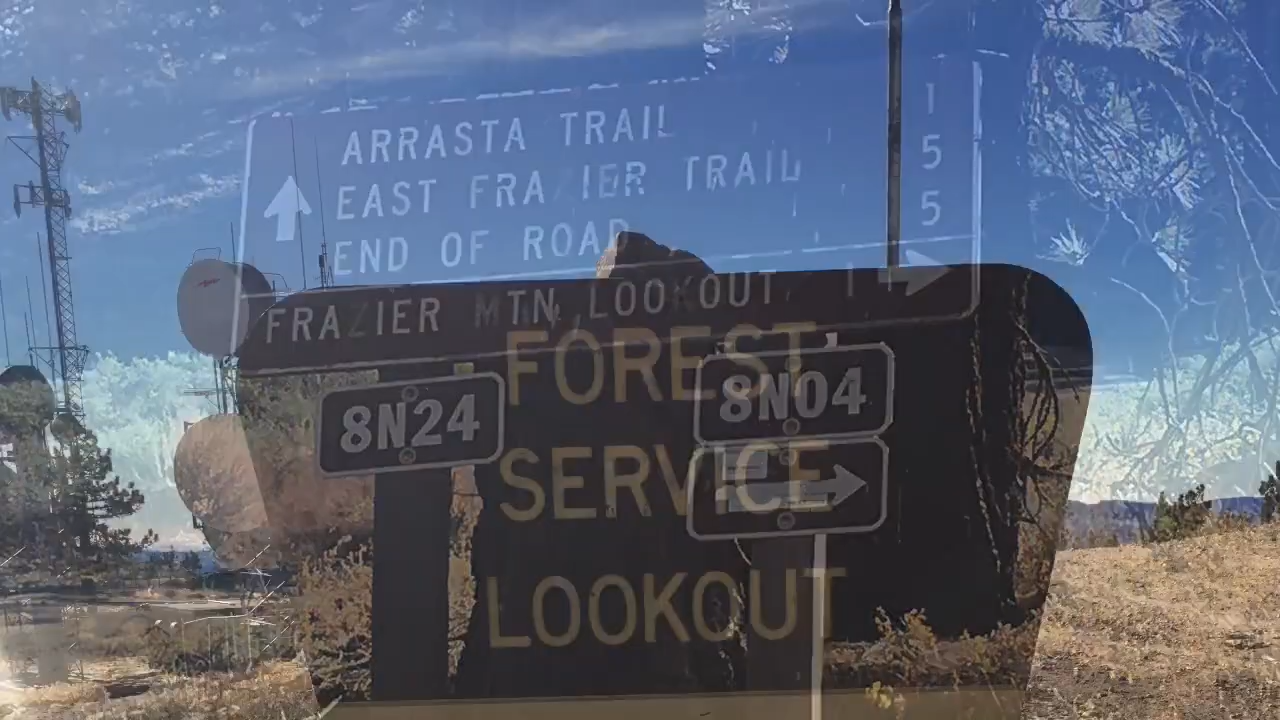 ARRASTA TRAIL 1
EAST FRAZIER TRAIL 5
END OF ROAD 5
FRAZIER MTN. LOOKOUT 1
FOREST
8N24
8N04
SERVICE
LOOKOUT